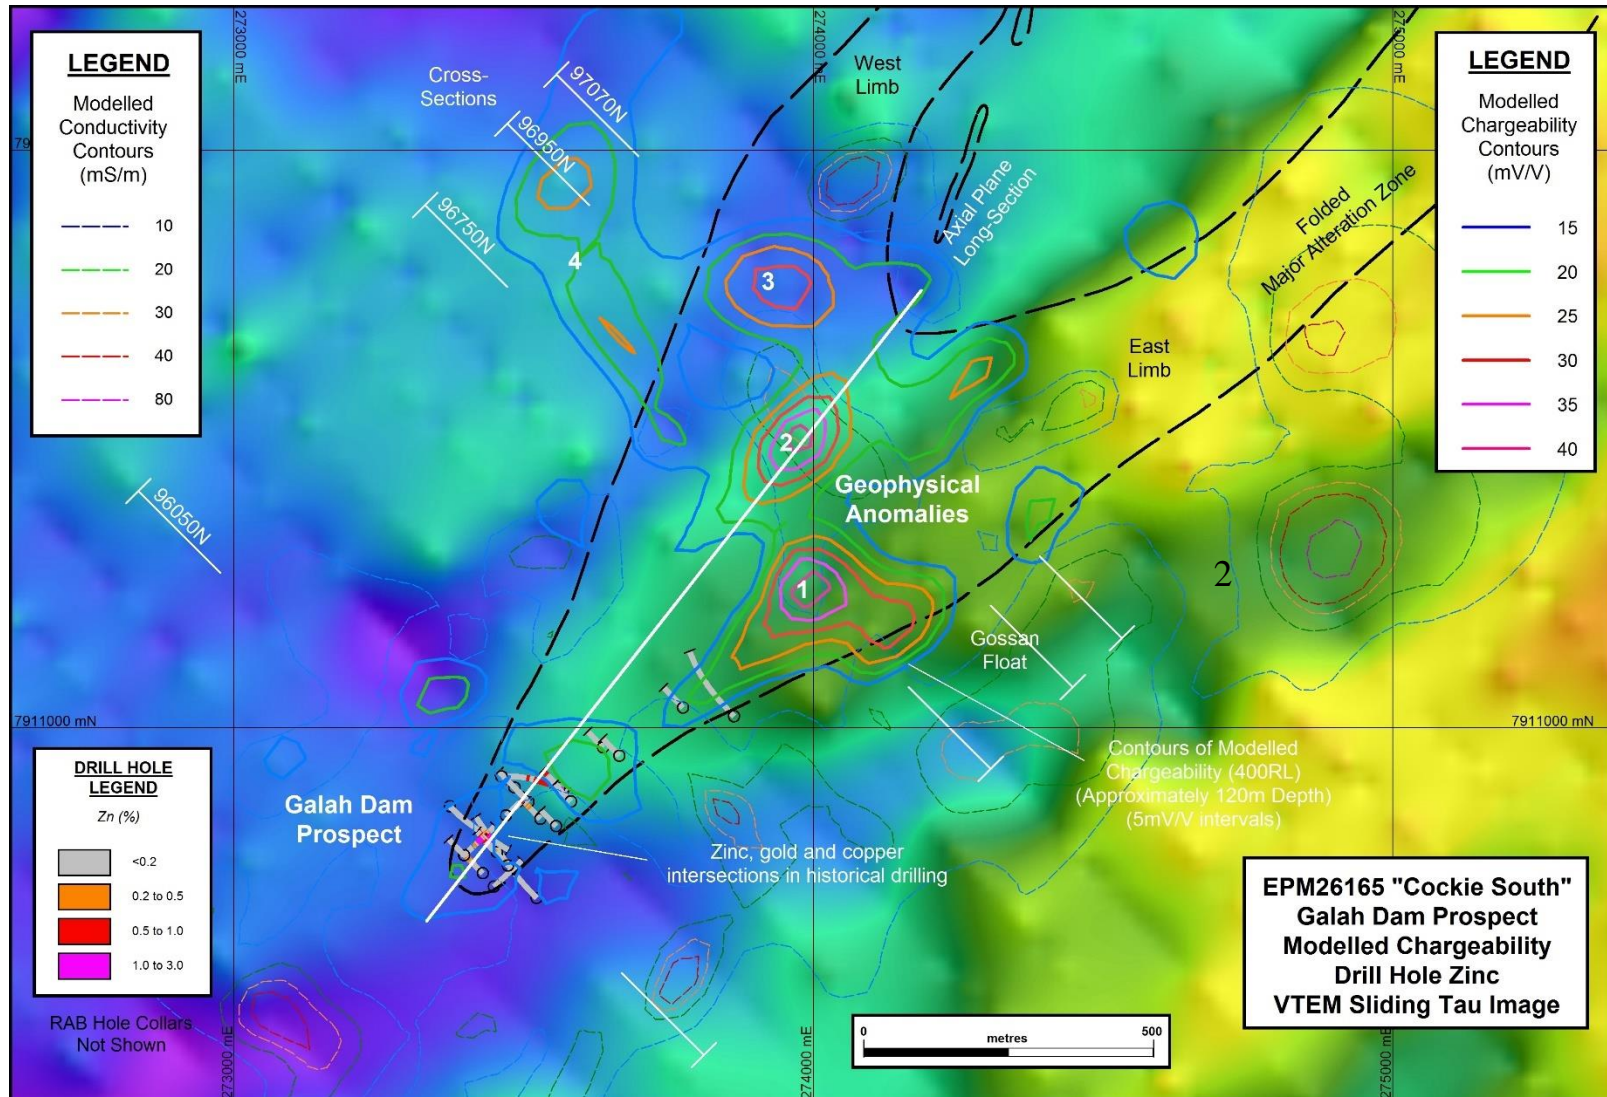 LEGEND
Modelled
Conductivity
Contours
(mS/m)
10
20
30
40
80
LEGEND
Modelled
Chargeability
Contours
(mV/V)
15
20
25
30
35
40
273000 mE
274000 mE
275000 mE
Cross-
Sections
97070N
96950N
96750N
96050N
West
Limb
Axial Plane
Long-Section
Folded
Major Alteration Zone
East
Limb
4
3
2
1
2
Geophysical
Anomalies
Gossan
Float
7911000 mN
7911000 mN
Contours of Modelled
Chargeability (400RL)
(Approximately 120m Depth)
(5mV/V intervals)
Galah Dam
Prospect
Zinc, gold and copper
intersections in historical drilling
DRILL HOLE
LEGEND
Zn (%)
<0.2
0.2 to 0.5
0.5 to 1.0
1.0 to 3.0
RAB Hole Collars
Not Shown
0 500
metres
EPM26165 "Cockie South"
Galah Dam Prospect
Modelled Chargeability
Drill Hole Zinc
VTEM Sliding Tau Image
273000 mE
274000 mE
275000 mE